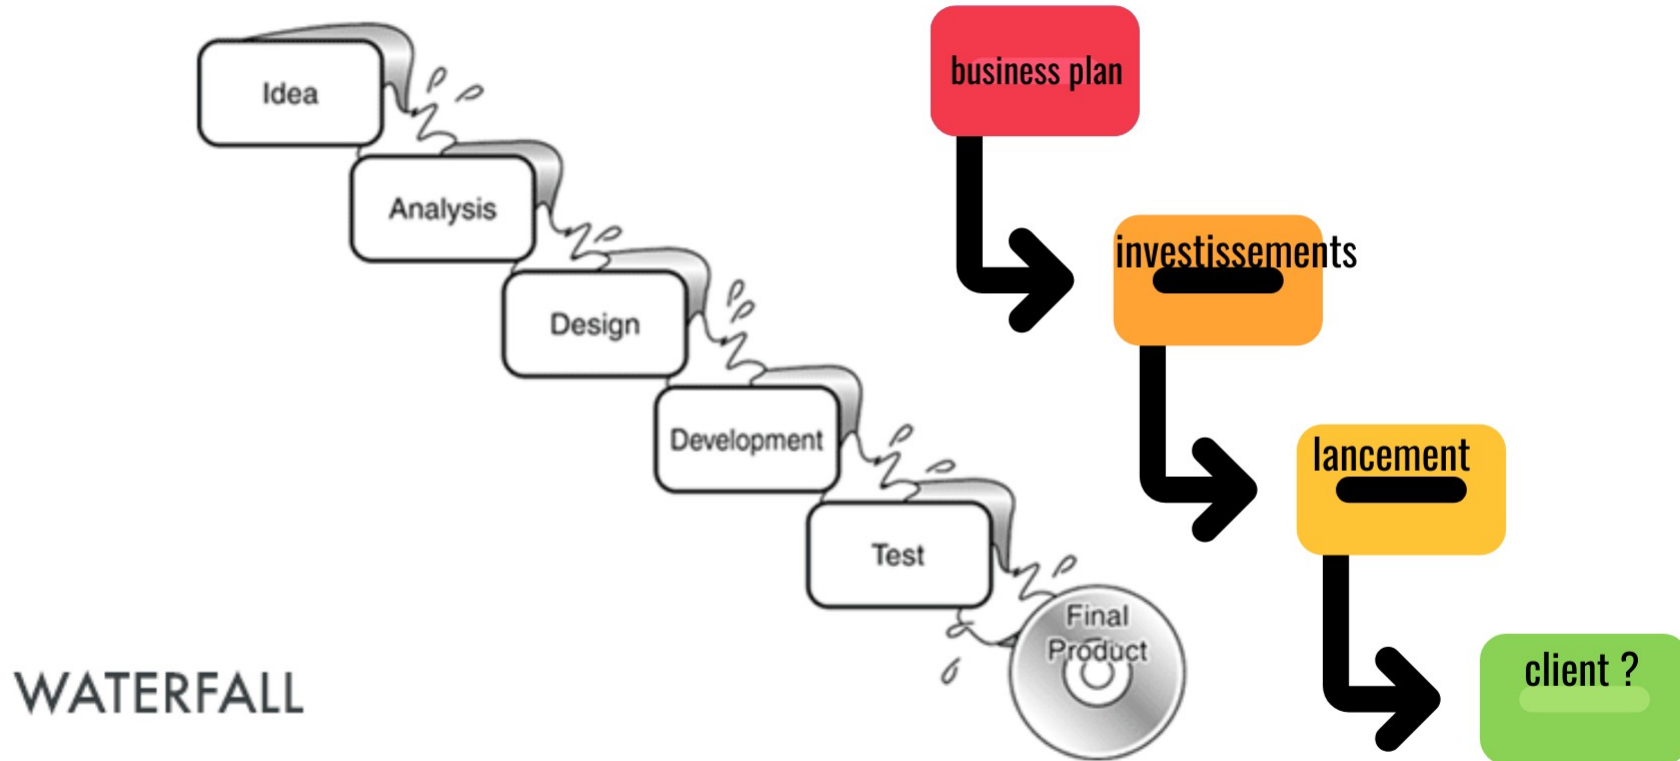 Idea
Analysis
Design
Development
Test
Final
Product
WATERFALL
business plan
investissements
lancement
client ?